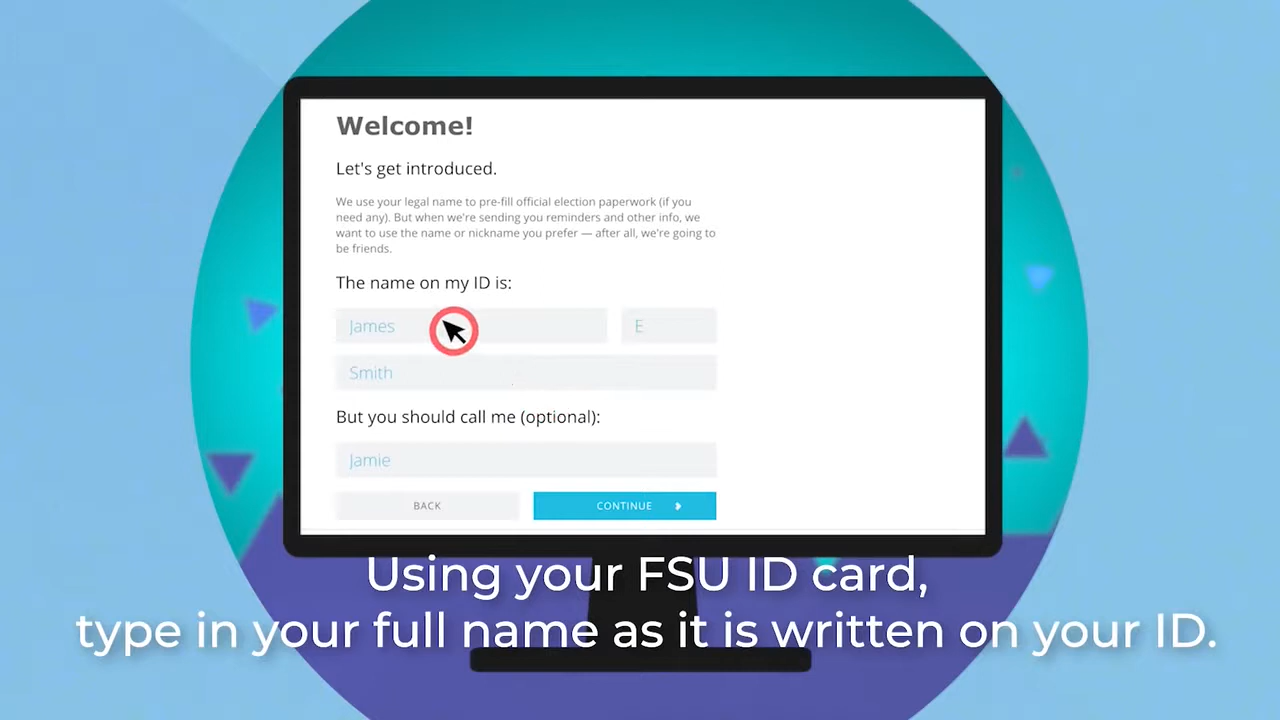 Welcome!
Let's get introduced.
We use your legal name to pre-fill official election paperwork (if you
need any). But when we're sending you reminders and other info, we
want to use the name or nickname you prefer — after all, we're going to
be friends.
The name on my ID is:
James E
Smith
But you should call me (optional):
Jamie
BACK CONTINUE
Using your FSU ID card,
type in your full name as it is written on your ID.